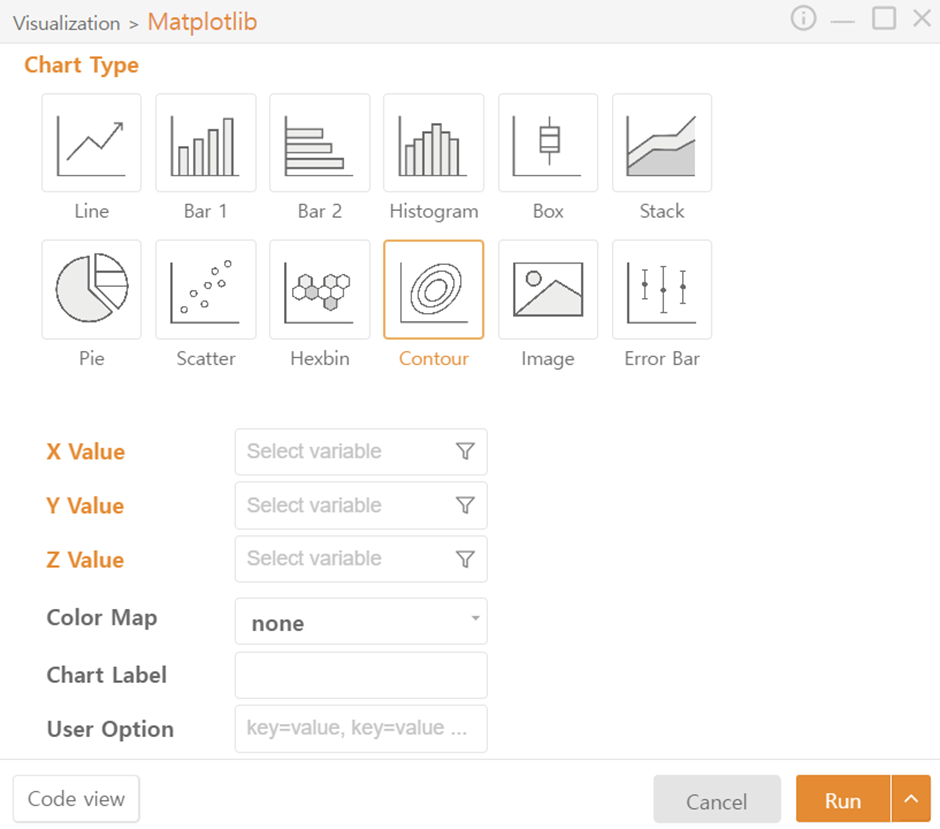 Visualization > Matplotlib
Chart Type
Line Bar 1 Bar 2 Histogram Box Stack
Pie Scatter Hexbin Contour Image Error Bar
X Value Select variable
Y Value Select variable
Z Value Select variable
Color Map none
Chart Label
User Option key=value, key=value ...
Code view Cancel Run